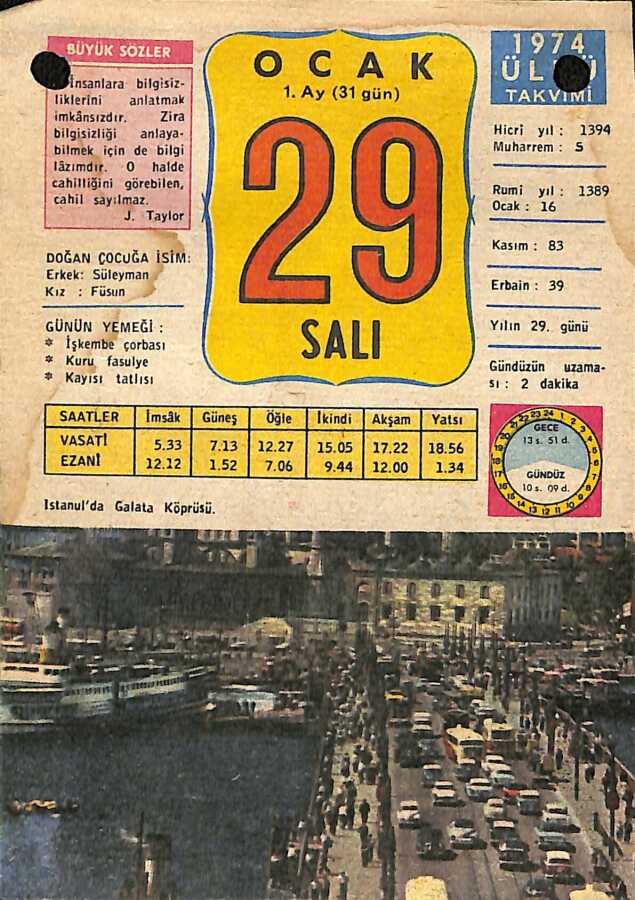 BÜYÜK SÖZLER
İnsanlara bilgisiz-
liklerini anlatmak
imkânsızdır. Zira
bilgisizliği anlaya-
bilmek için de bilgi
lâzımdır. O halde
cahilliğini görebilen,
cahil sayılmaz.
J. Taylor
DOĞAN ÇOCUĞA İSİM:
Erkek: Süleyman
Kız : Füsun
GÜNÜN YEMEĞİ :
* İşkembe çorbası
* Kuru fasulye
* Kayısı tatlısı
OCAK
1. Ay (31 gün)
29
SALI
1974
TAKVİMİ
Hicrî yıl : 1394
Muharrem : 5
Rumî yıl : 1389
Ocak : 16
Kasım : 83
Erbain : 39
Yılın 29. günü
Gündüzün uzama-
sı : 2 dakika
SAATLER İmsâk Güneş Öğle İkindi Akşam Yatsı
VASATİ 5.33 7.13 12.27 15.05 17.22 18.56
EZANİ 12.12 1.52 7.06 9.44 12.00 1.34
GECE
13 s. 51 d.
GÜNDÜZ
10 s. 09 d.
İstanul'da Galata Köprüsü.